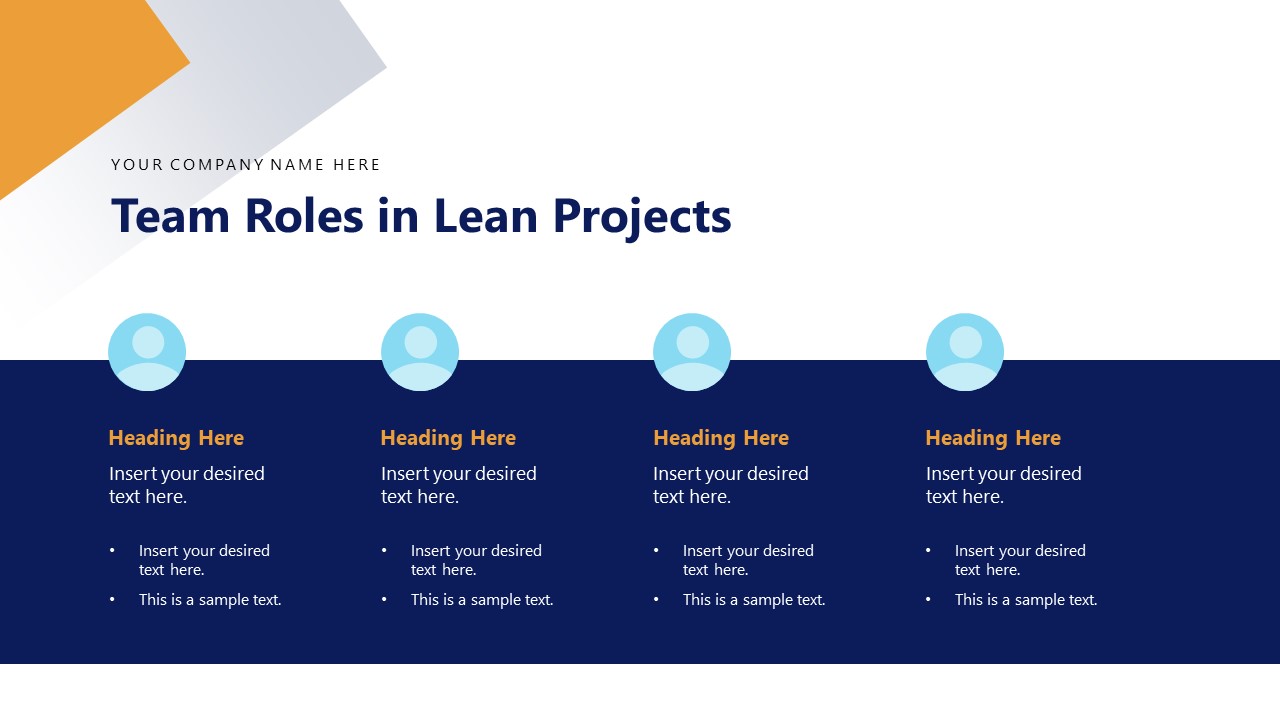 YOUR COMPANY NAME HERE
Team Roles in Lean Projects
Heading Here
Insert your desired
text here.
• Insert your desired
text here.
• This is a sample text.
Heading Here
Insert your desired
text here.
• Insert your desired
text here.
• This is a sample text.
Heading Here
Insert your desired
text here.
• Insert your desired
text here.
• This is a sample text.
Heading Here
Insert your desired
text here.
• Insert your desired
text here.
• This is a sample text.